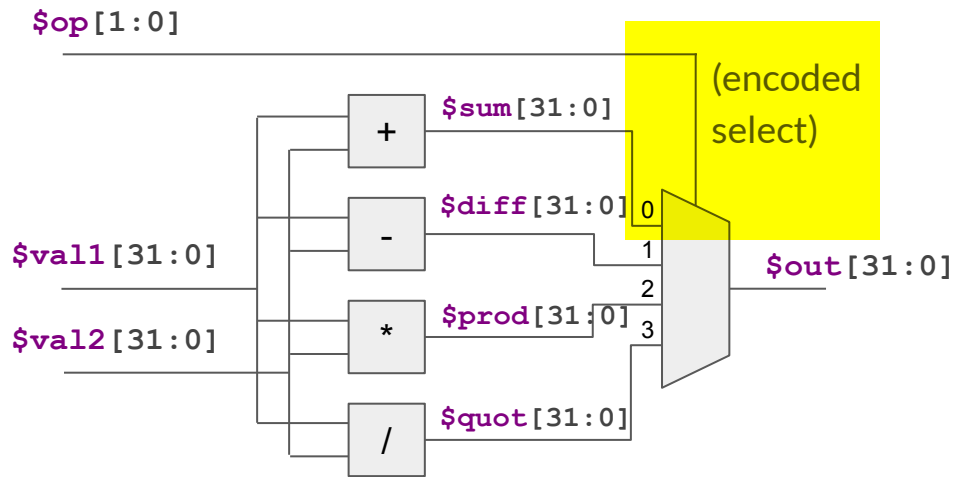 $op[1:0]
(encoded
select)
$sum[31:0]
+
$diff[31:0]
0
-
1
$val1[31:0]
$out[31:0]
2
$prod[31:0]
*
3
$val2[31:0]
$quot[31:0]
/